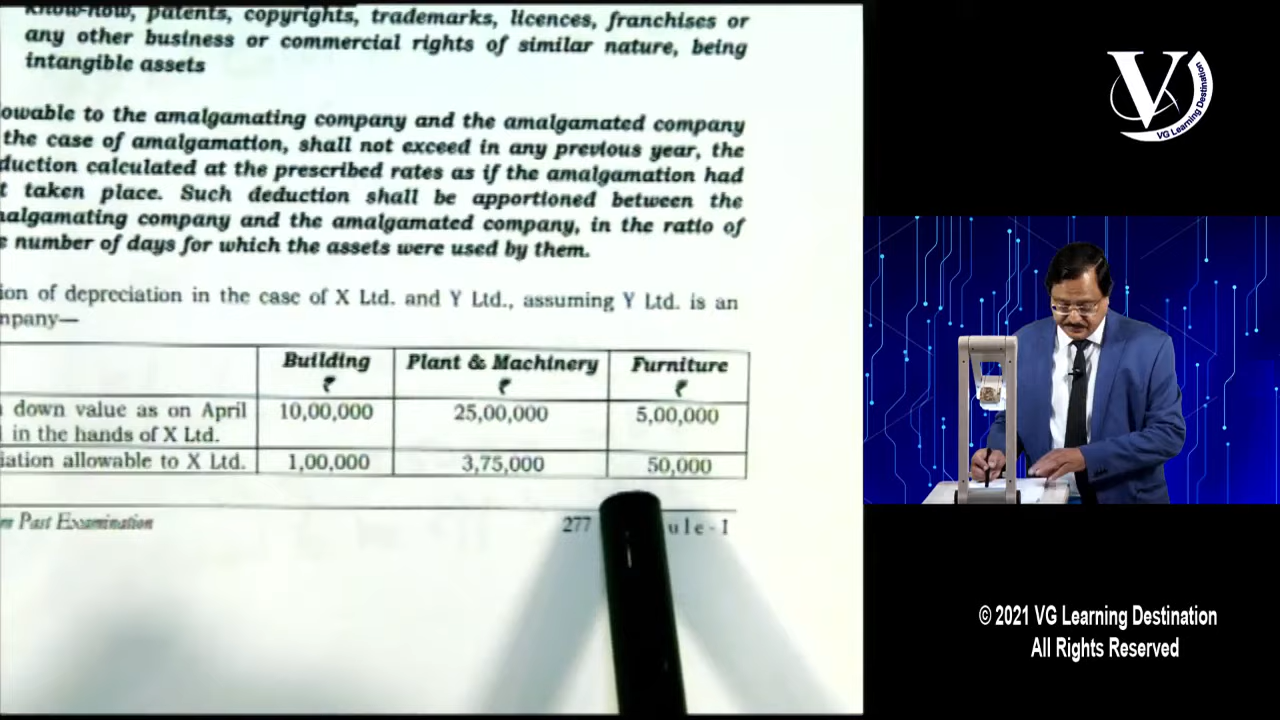 know-how, patents, copyrights, trademarks, licences, franchises or
any other business or commercial rights of similar nature, being
intangible assets
owable to the amalgamating company and the amalgamated company
the case of amalgamation, shall not exceed in any previous year, the
duction calculated at the prescribed rates as if the amalgamation had
t taken place. Such deduction shall be apportioned between the
nalgamating company and the amalgamated company, in the ratio of
e number of days for which the assets were used by them.
ion of depreciation in the case of X Ltd. and Y Ltd., assuming Y Ltd. is an
mpany—
Building Plant & Machinery Furniture
₹ ₹ ₹
down value as on April 10,00,000 25,00,000 5,00,000
in the hands of X Ltd.
iation allowable to X Ltd. 1,00,000 3,75,000 50,000
m Past Examination 277 ule-I
V
VG Learning Destination
© 2021 VG Learning Destination
All Rights Reserved